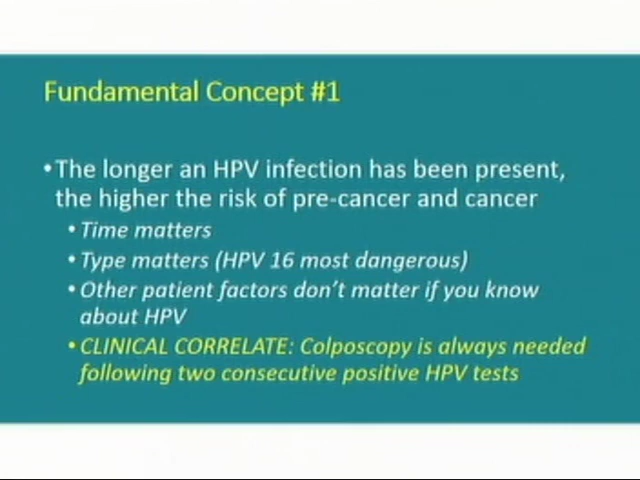 Fundamental Concept #1
•The longer an HPV infection has been present,
the higher the risk of pre-cancer and cancer
•Time matters
•Type matters (HPV 16 most dangerous)
•Other patient factors don't matter if you know
about HPV
•CLINICAL CORRELATE: Colposcopy is always needed
following two consecutive positive HPV tests